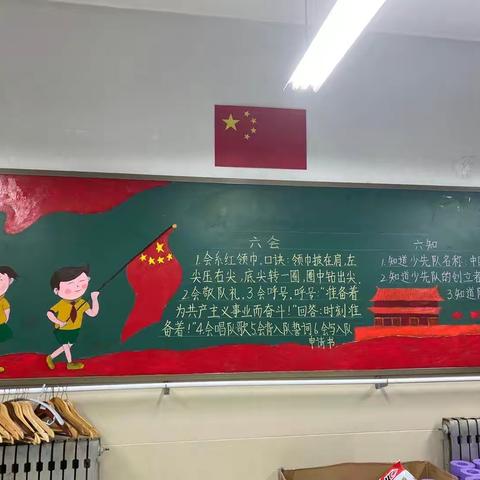 六会
1.会系红领巾,口诀:领巾披在肩,左
尖压右尖,底尖转一圈,圈中钻出尖
2.会敬队礼.3.会呼号,呼号:“准备着
为共产主义事业而奋斗!”回答:时刻准
备着!”4.会唱队歌5.会背入队誓词6.会写入队
申请书.
六知
1.知道少先队名称:中国
2.知道少先队的创立者
3.知道